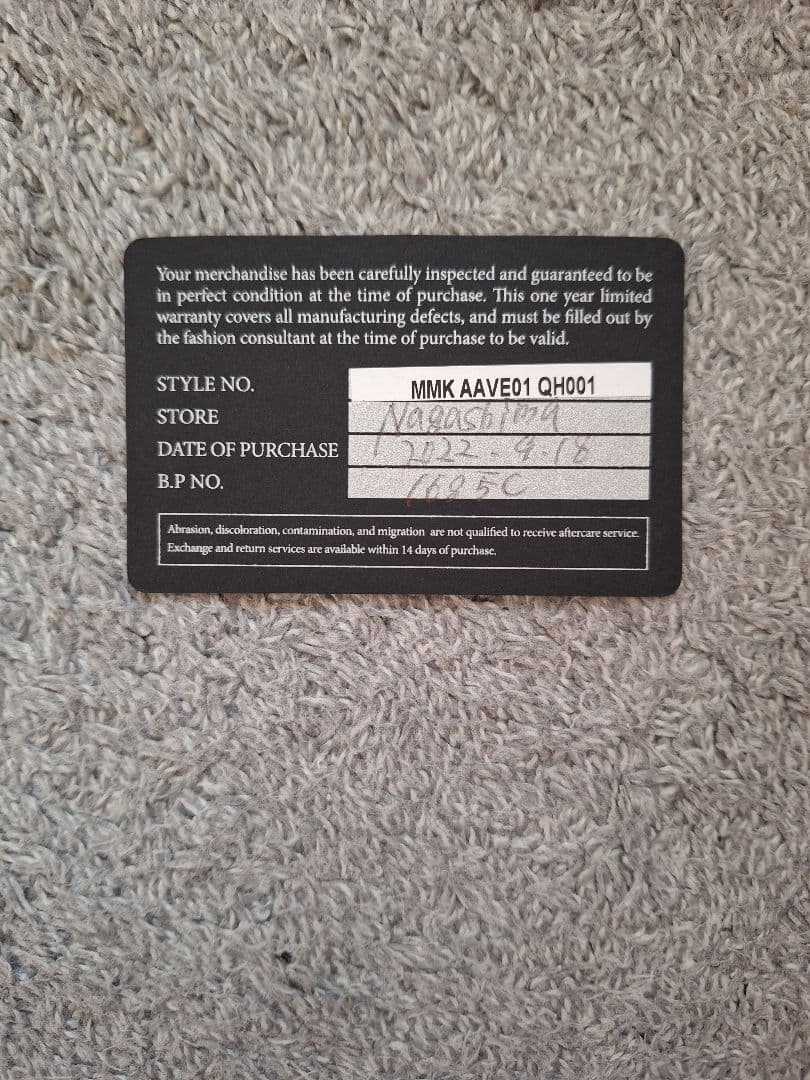 Your merchandise has been carefully inspected and guaranteed to be
in perfect condition at the time of purchase. This one year limited
warranty covers all manufacturing defects, and must be filled out by
the fashion consultant at the time of purchase to be valid.
STYLE NO. MMK AAVE01 QH001
STORE Nagashima
DATE OF PURCHASE 2022-9-18
B.P NO. 1685C
Abrasion, discoloration, contamination, and migration are not qualified to receive aftercare service.
Exchange and return services are available within 14 days of purchase.